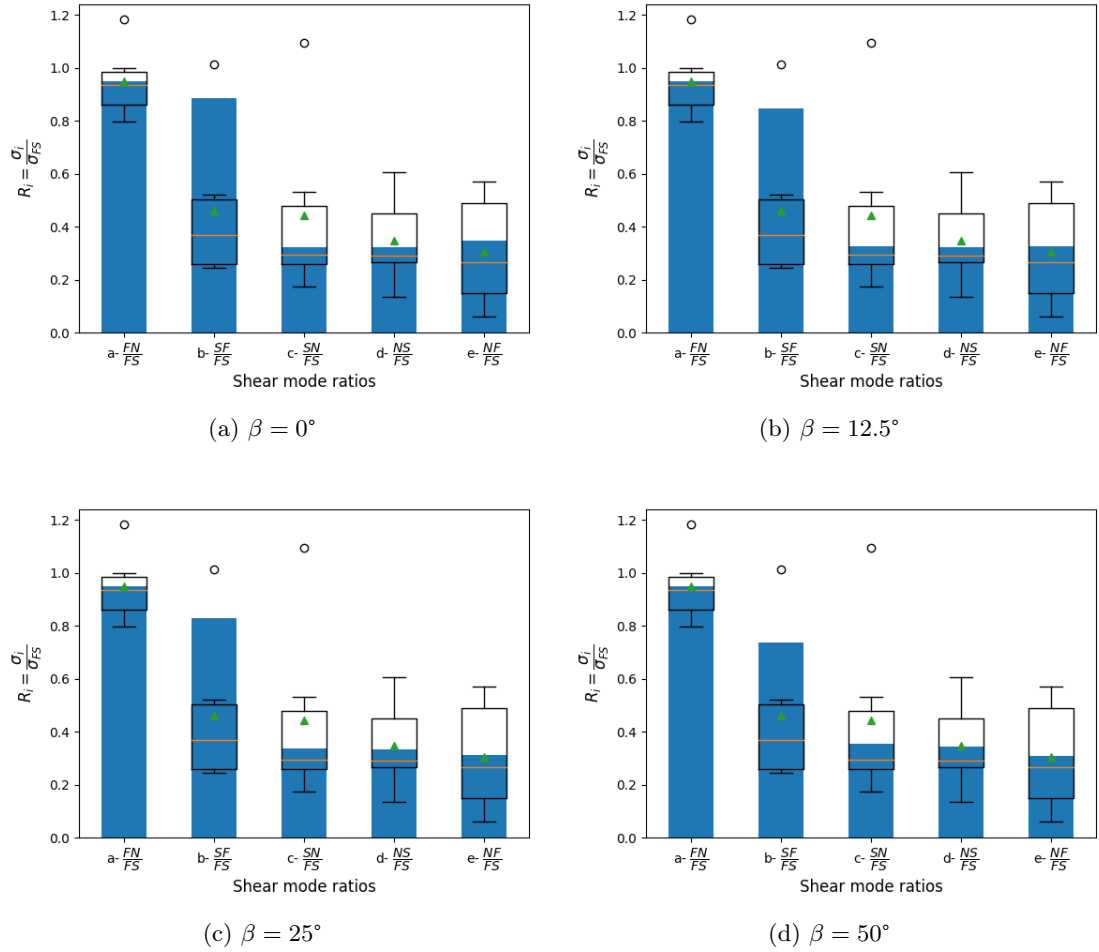 1.2
1.0
0.8
0.6
0.4
0.2
0.0
R_i = σ_i/σ_FS
a- FN/FS
b- SF/FS
c- SN/FS
d- NS/FS
e- NF/FS
Shear mode ratios
(a) β = 0°
1.2
1.0
0.8
0.6
0.4
0.2
0.0
R_i = σ_i/σ_FS
a- FN/FS
b- SF/FS
c- SN/FS
d- NS/FS
e- NF/FS
Shear mode ratios
(b) β = 12.5°
1.2
1.0
0.8
0.6
0.4
0.2
0.0
R_i = σ_i/σ_FS
a- FN/FS
b- SF/FS
c- SN/FS
d- NS/FS
e- NF/FS
Shear mode ratios
(c) β = 25°
1.2
1.0
0.8
0.6
0.4
0.2
0.0
R_i = σ_i/σ_FS
a- FN/FS
b- SF/FS
c- SN/FS
d- NS/FS
e- NF/FS
Shear mode ratios
(d) β = 50°